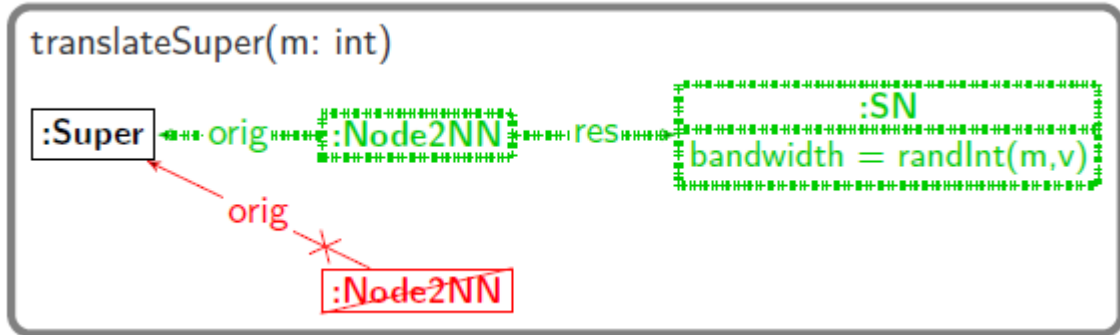 translateSuper(m: int)
:SN
:Super orig :Node2NN res
bandwidth = randInt(m,v)
orig
:Node2NN